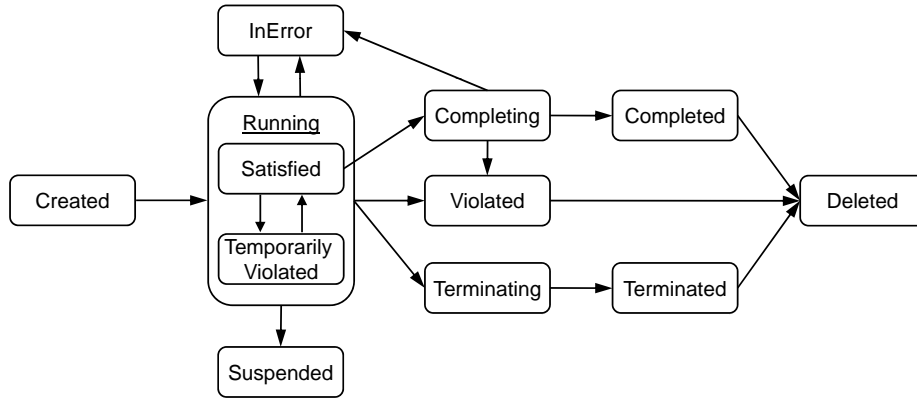 InError
Running
Satisfied
Temporarily
Violated
Suspended
Created
Completing
Completed
Violated
Deleted
Terminating
Terminated